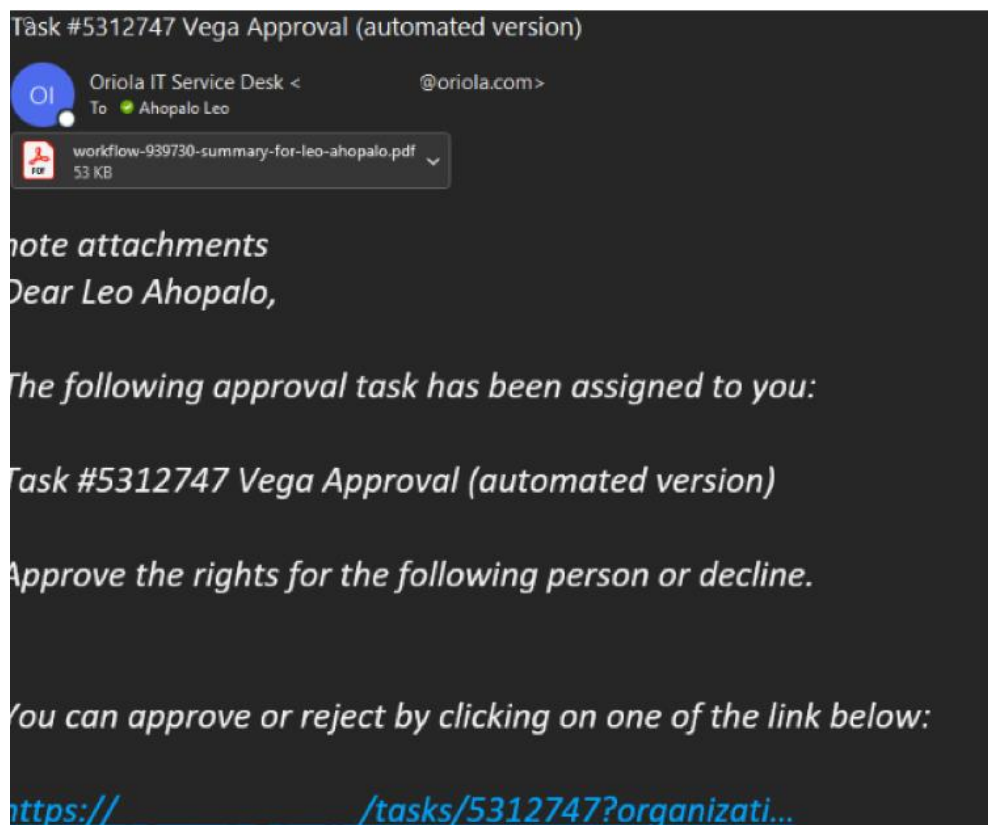 Task #5312747 Vega Approval (automated version)
OI
Oriola IT Service Desk < @oriola.com>
To Ahopalo Leo
PDF
workflow-939730-summary-for-leo-ahopalo.pdf
53 KB
note attachments
Dear Leo Ahopalo,
The following approval task has been assigned to you:
Task #5312747 Vega Approval (automated version)
Approve the rights for the following person or decline.
You can approve or reject by clicking on one of the link below:
https:// /tasks/5312747?organizati...